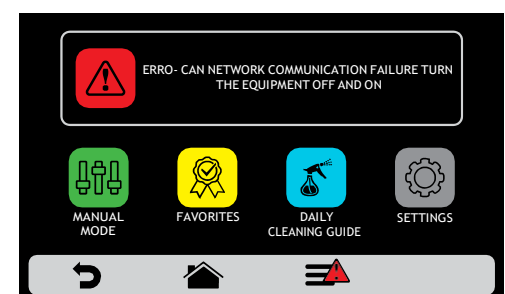 ERRO- CAN NETWORK COMMUNICATION FAILURE TURN
THE EQUIPMENT OFF AND ON
MANUAL
MODE
FAVORITES
DAILY
CLEANING GUIDE
SETTINGS